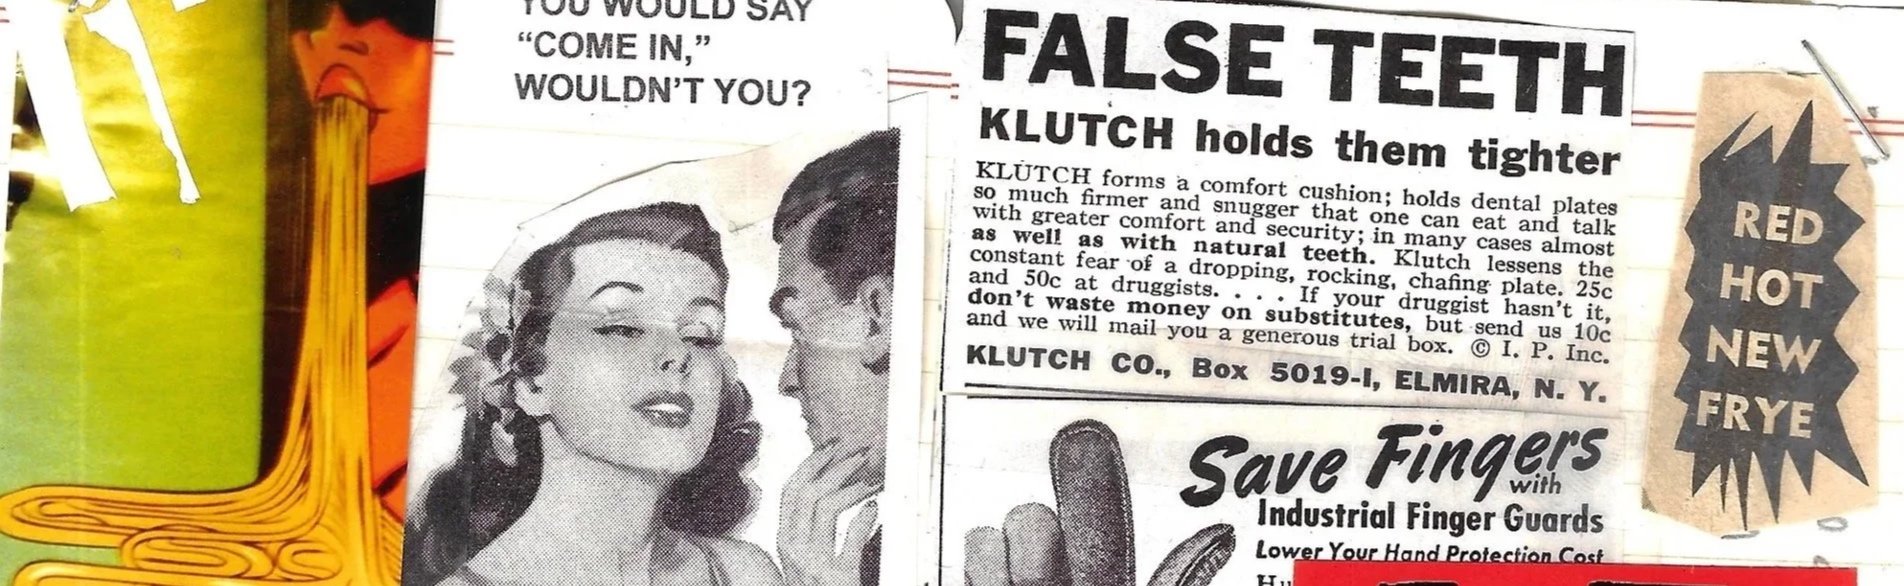 YOU WOULD SAY
“COME IN,”
WOULDN’T YOU?
FALSE TEETH
KLUTCH holds them tighter
KLUTCH forms a comfort cushion; holds dental plates
so much firmer and snugger that one can eat and talk
with greater comfort and security; in many cases almost
as well as with natural teeth. Klutch lessens the
constant fear of a dropping, rocking, chafing plate. 25c
and 50c at druggists. . . . If your druggist hasn’t it,
don’t waste money on substitutes, but send us 10c
and we will mail you a generous trial box. © I. P. Inc.
KLUTCH CO., Box 5019-I, ELMIRA, N. Y.
Save Fingers
with
Industrial Finger Guards
Lower Your Hand Protection Cost
RED
HOT
NEW
FRYE